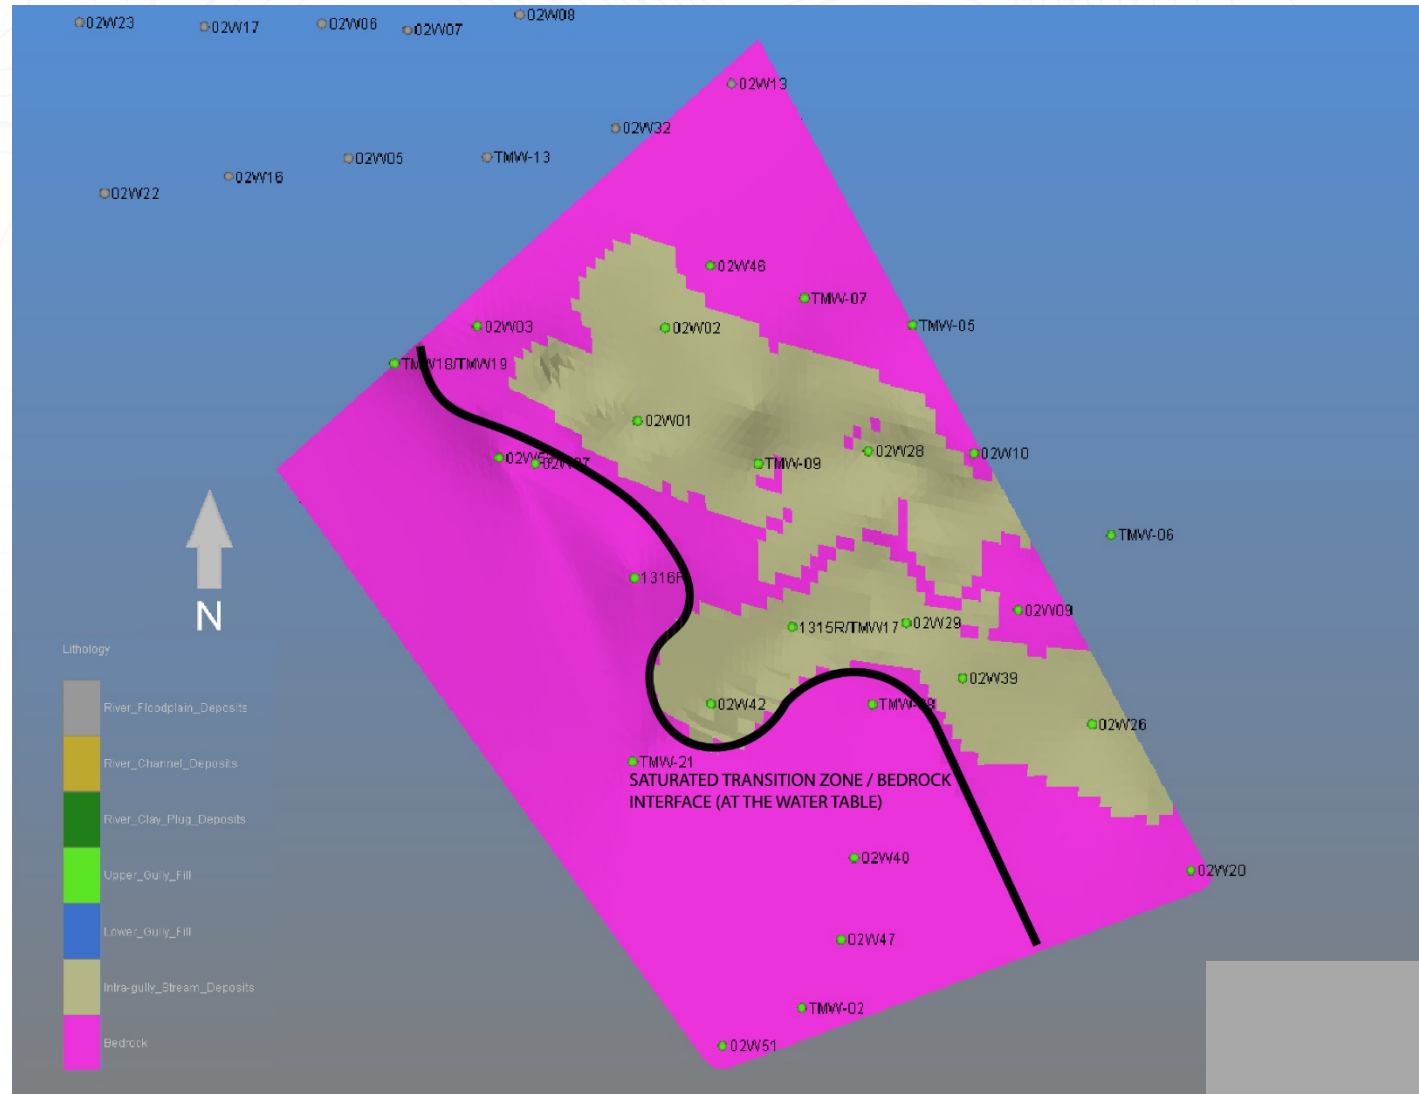 02W23
02W17
02W06
02W07
02W08
02W13
02W32
02W05
TMW-13
02W16
02W22
02W46
TMW-07
02W03
02W02
TMW-05
TMW18/TMW19
02W01
02W28
02W10
TMW-09
TMW-06
1316R
02W09
1315R/TMW17
02W29
02W39
02W42
02W26
TMW-21
SATURATED TRANSITION ZONE / BEDROCK
INTERFACE (AT THE WATER TABLE)
02W40
02W20
02W47
TMW-02
02W51
N
Lithology
River_Floodplain_Deposits
River_Channel_Deposits
River_Clay_Plug_Deposits
Upper_Gully_Fill
Lower_Gully_Fill
Intra-gully_Stream_Deposits
Bedrock